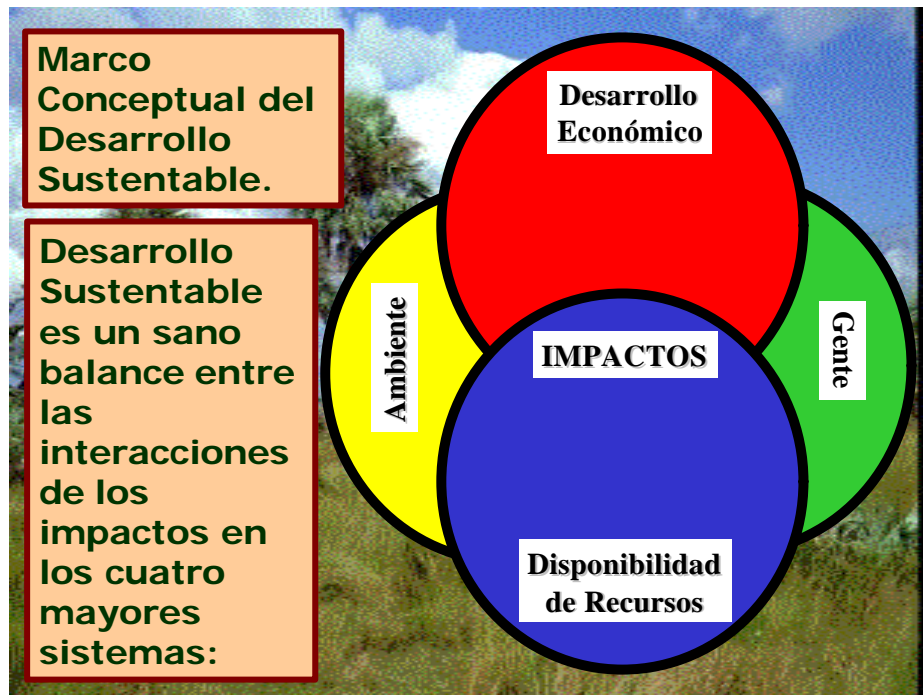 Marco
Conceptual del
Desarrollo
Sustentable.
Desarrollo
Sustentable
es un sano
balance entre
las
interacciones
de los
impactos en
los cuatro
mayores
sistemas:
Desarrollo
Económico
Ambiente
IMPACTOS
Gente
Disponibilidad
de Recursos